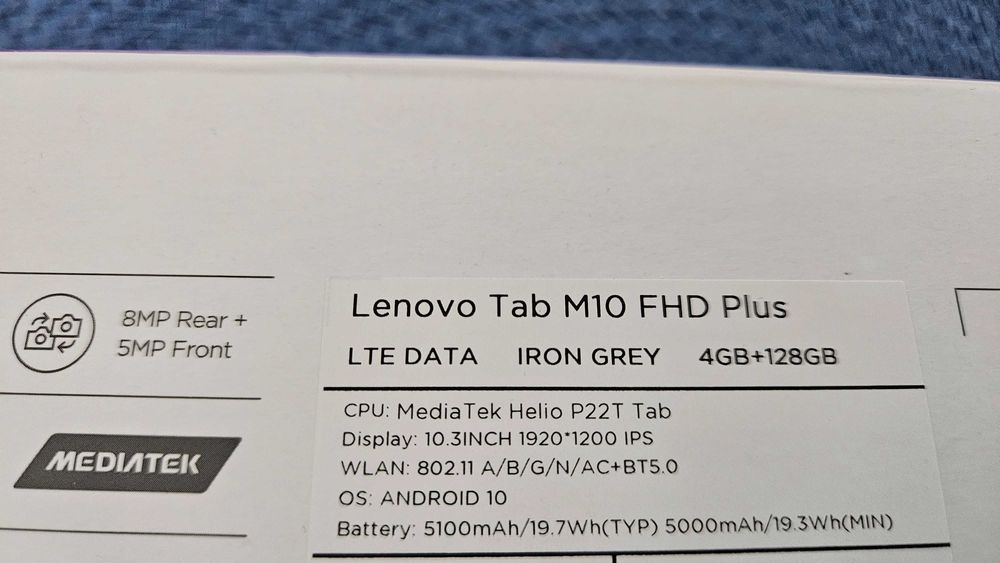 8MP Rear +
5MP Front
MEDIATEK
Lenovo Tab M10 FHD Plus
LTE DATA IRON GREY 4GB+128GB
CPU: MediaTek Helio P22T Tab
Display: 10.3INCH 1920*1200 IPS
WLAN: 802.11 A/B/G/N/AC+BT5.0
OS: ANDROID 10
Battery: 5100mAh/19.7Wh(TYP) 5000mAh/19.3Wh(MIN)